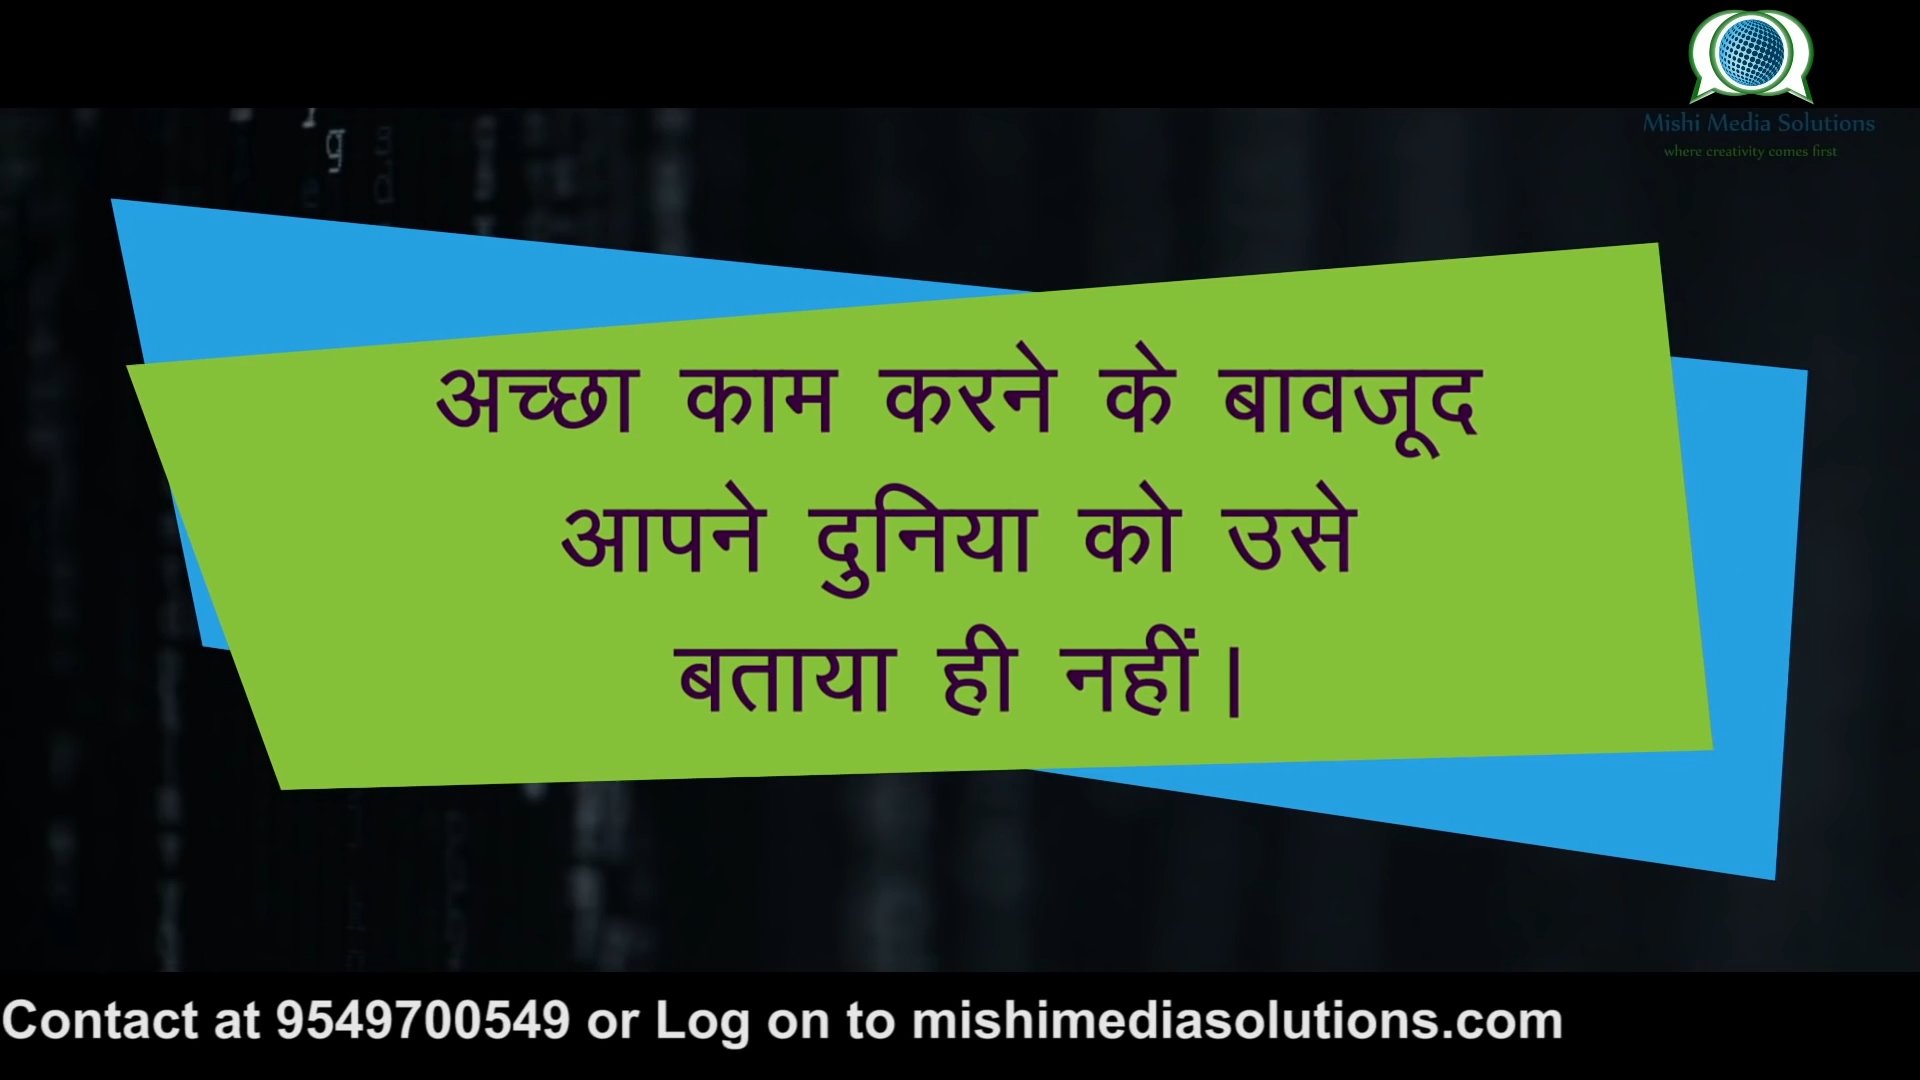 Mishi Media Solutions
where creativity comes first
अच्छा काम करने के बावजूद
आपने दुनिया को उसे
बताया ही नहीं।
Contact at 9549700549 or Log on to mishimediasolutions.com